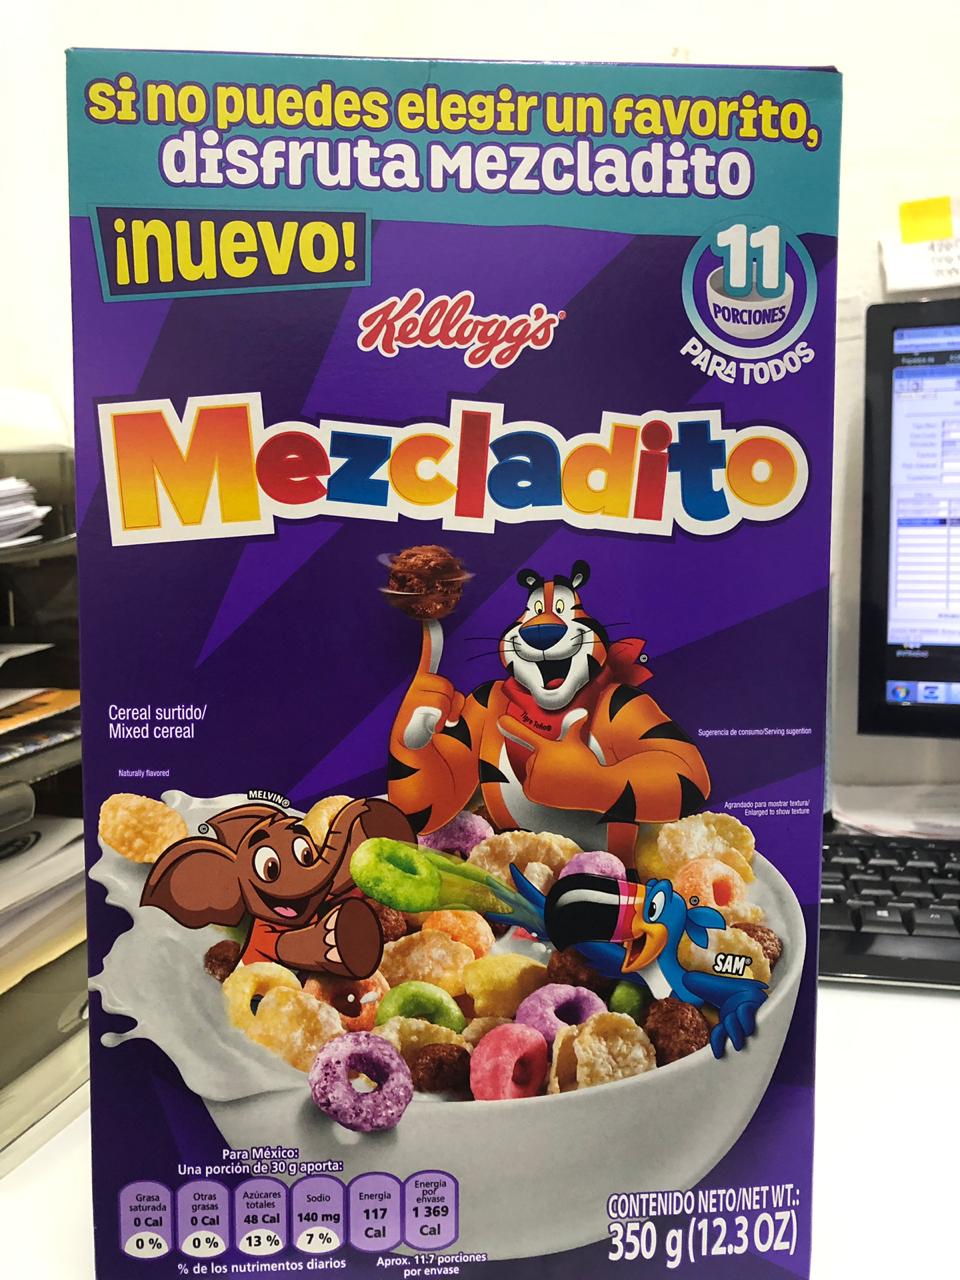 si no puedes elegir un favorito,
disfruta Mezcladito
¡nuevo!
11
PORCIONES
PARA TODOS
Kellogg's®
Mezcladito
Cereal surtido/
Mixed cereal
Naturally flavored
Tigre Toño®
©
Sugerencia de consumo/Serving sugention
Agrandado para mostrar textura/
Enlarged to show texture
MELVIN®
©
©
SAM®
Para México:
Una porción de 30 g aporta:
Grasa
saturada
0 Cal
0 %
Otras
grasas
0 Cal
0 %
Azúcares
totales
48 Cal
13 %
Sodio
140 mg
7 %
Energía
117
Cal
Energía
por
envase
1 369
Cal
% de los nutrimentos diarios
Aprox. 11.7 porciones
por envase
CONTENIDO NETO/NET WT.:
350 g (12.3 OZ)